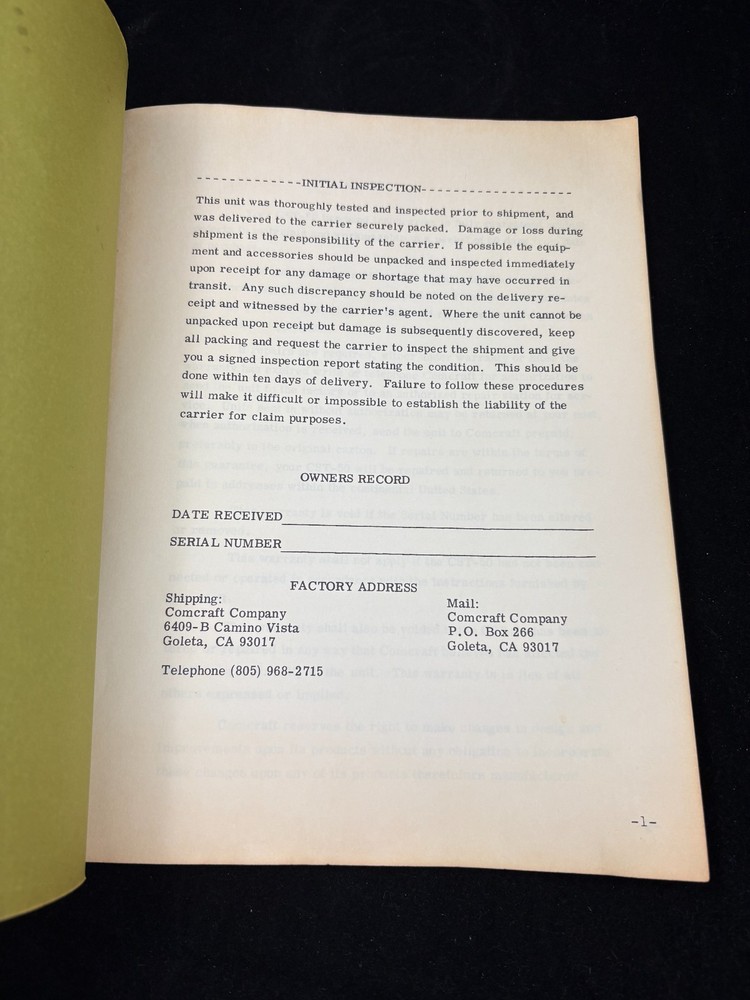 -------------INITIAL INSPECTION-------------------
This unit was thoroughly tested and inspected prior to shipment, and
was delivered to the carrier securely packed. Damage or loss during
shipment is the responsibility of the carrier. If possible the equip-
ment and accessories should be unpacked and inspected immediately
upon receipt for any damage or shortage that may have occurred in
transit. Any such discrepancy should be noted on the delivery re-
ceipt and witnessed by the carrier's agent. Where the unit cannot be
unpacked upon receipt but damage is subsequently discovered, keep
all packing and request the carrier to inspect the shipment and give
you a signed inspection report stating the condition. This should be
done within ten days of delivery. Failure to follow these procedures
will make it difficult or impossible to establish the liability of the
carrier for claim purposes.
OWNERS RECORD
DATE RECEIVED
SERIAL NUMBER
FACTORY ADDRESS
Shipping:
Comcraft Company
6409-B Camino Vista
Goleta, CA 93017
Mail:
Comcraft Company
P.O. Box 266
Goleta, CA 93017
Telephone (805) 968-2715
-1-